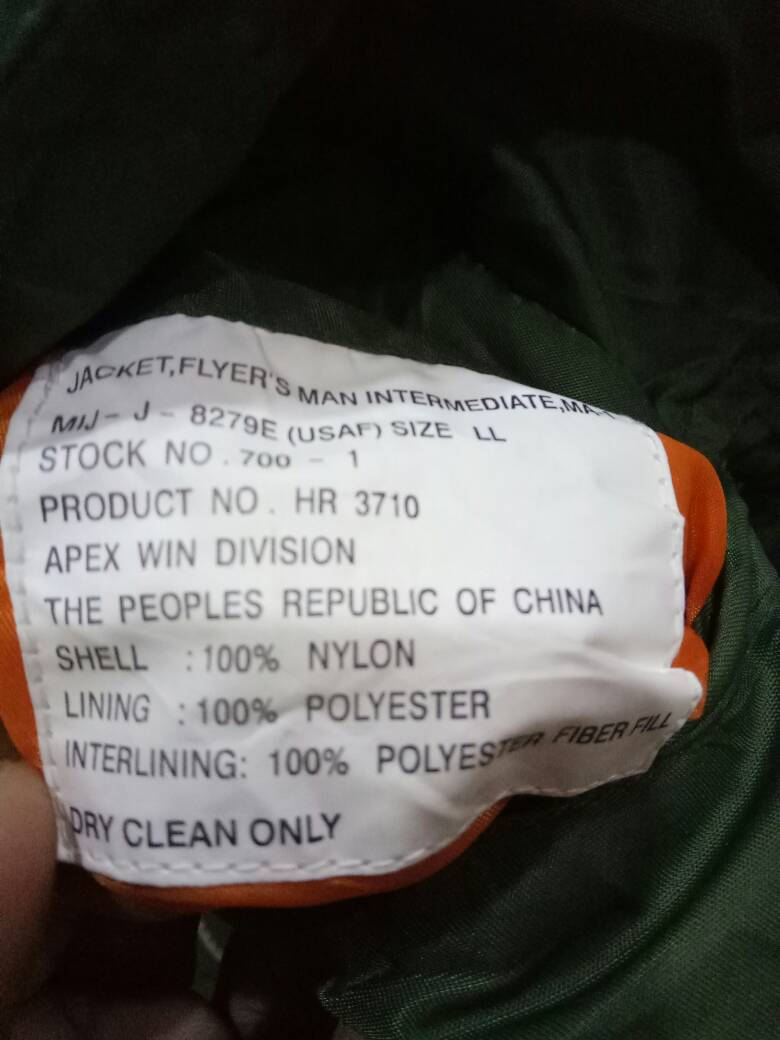 JACKET,FLYER'S MAN INTERMEDIATE,MA-1
MIJ- J - 8279E (USAF) SIZE LL
STOCK NO . 700 - 1
PRODUCT NO . HR 3710
APEX WIN DIVISION
THE PEOPLES REPUBLIC OF CHINA
SHELL : 100% NYLON
LINING : 100% POLYESTER
INTERLINING: 100% POLYESTER FIBER FILL
DRY CLEAN ONLY